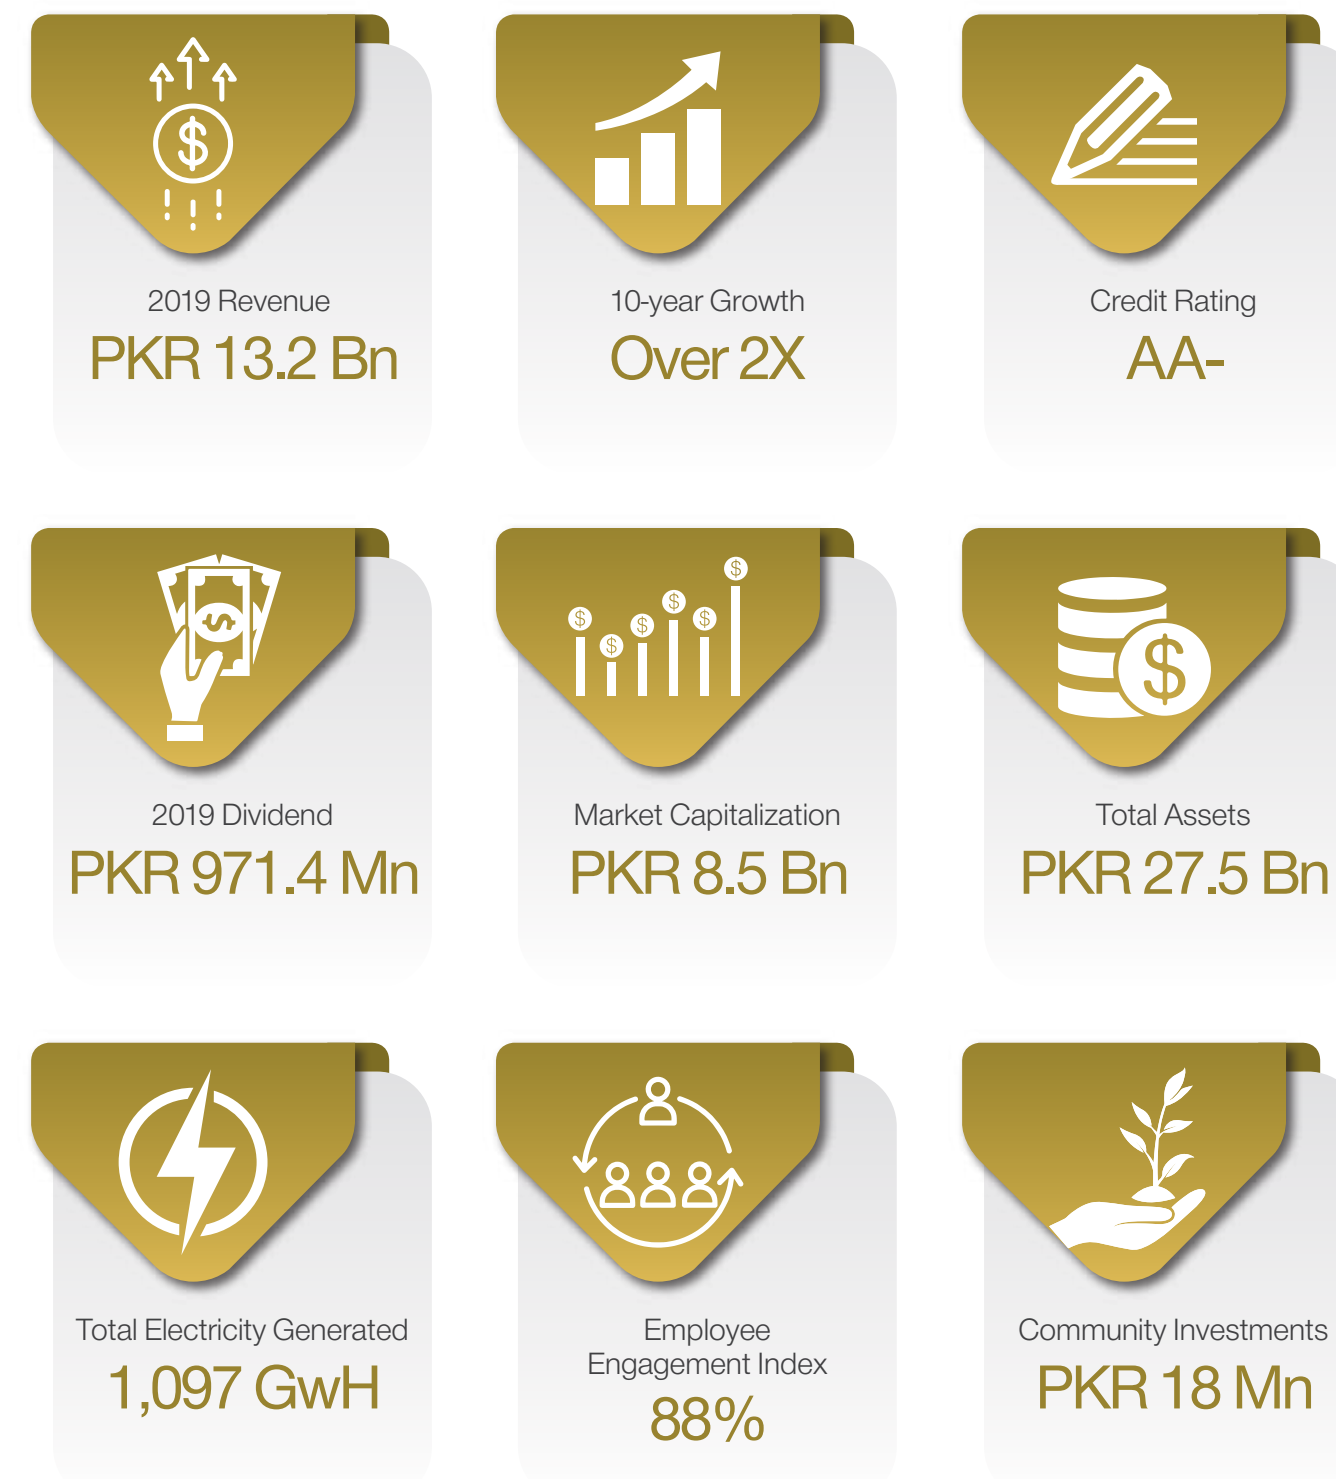 2019 Revenue
PKR 13.2 Bn
10-year Growth
Over 2X
Credit Rating
AA-
2019 Dividend
PKR 971.4 Mn
Market Capitalization
PKR 8.5 Bn
Total Assets
PKR 27.5 Bn
Total Electricity Generated
1,097 GwH
Employee
Engagement Index
88%
Community Investments
PKR 18 Mn